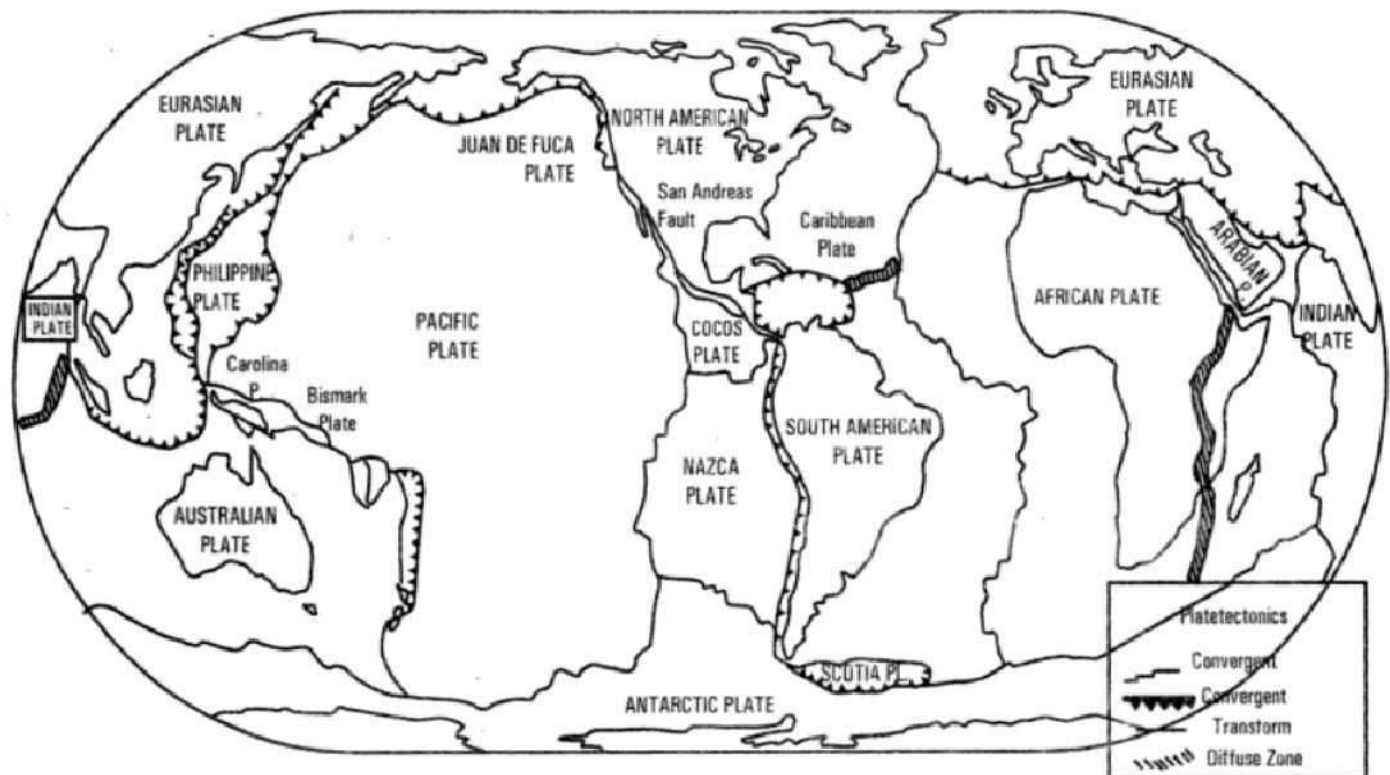 EURASIAN
PLATE
JUAN DE FUCA
PLATE
NORTH AMERICAN
PLATE
EURASIAN
PLATE
San Andreas
Fault
Caribbean
Plate
ARABIAN
P.
PHILIPPINE
PLATE
INDIAN
PLATE
PACIFIC
PLATE
COCOS
PLATE
AFRICAN PLATE
INDIAN
PLATE
Carolina
P.
Bismark
Plate
SOUTH AMERICAN
PLATE
NAZCA
PLATE
AUSTRALIAN
PLATE
SCOTIA PL.
ANTARCTIC PLATE
Platetectonics
Convergent
Convergent
Transform
Diffuse Zone